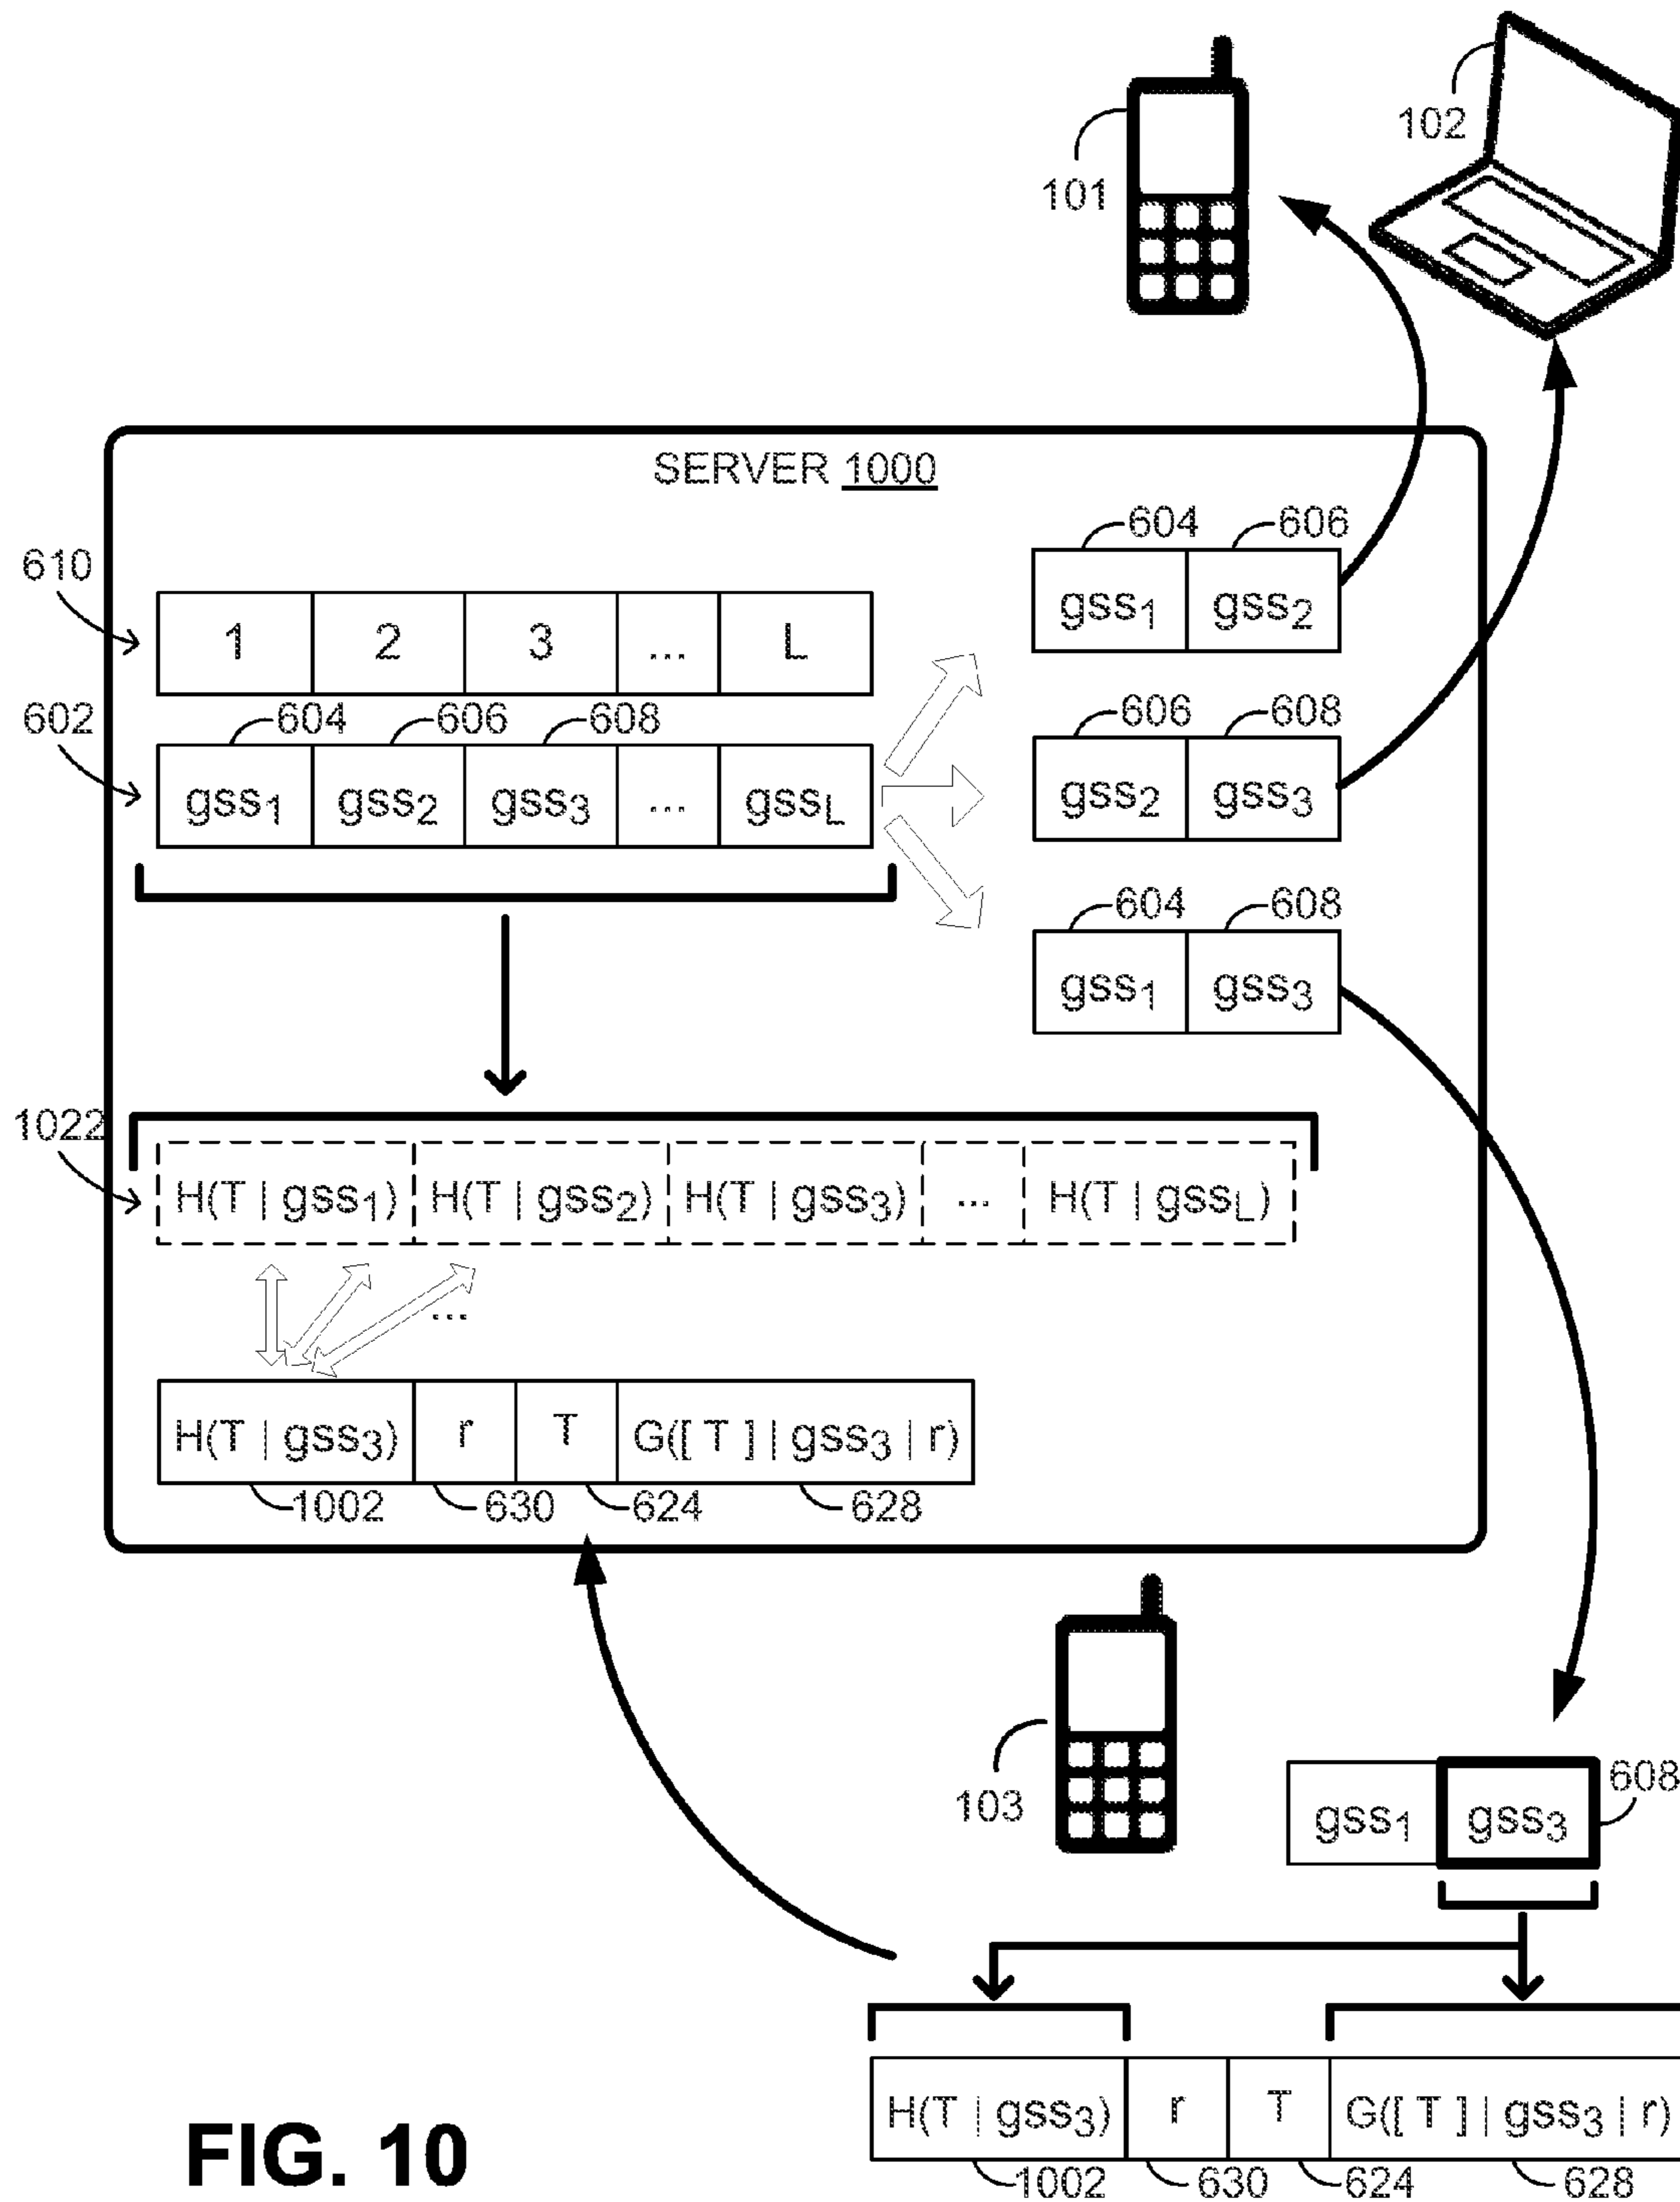 102
101
SERVER 1000
604 606
610
gss1 gss2
1 2 3 ... L
602 604 606 608
606 608
gss1 gss2 gss3 ... gssL
gss2 gss3
604 608
gss1 gss3
1022
H(T | gss1) H(T | gss2) H(T | gss3) ... H(T | gssL)
...
H(T | gss3) r T G([ T ] | gss3 | r)
1002 630 624 628
103
608
gss1 gss3
H(T | gss3) r T G([ T ] | gss3 | r)
1002 630 624 628
FIG. 10